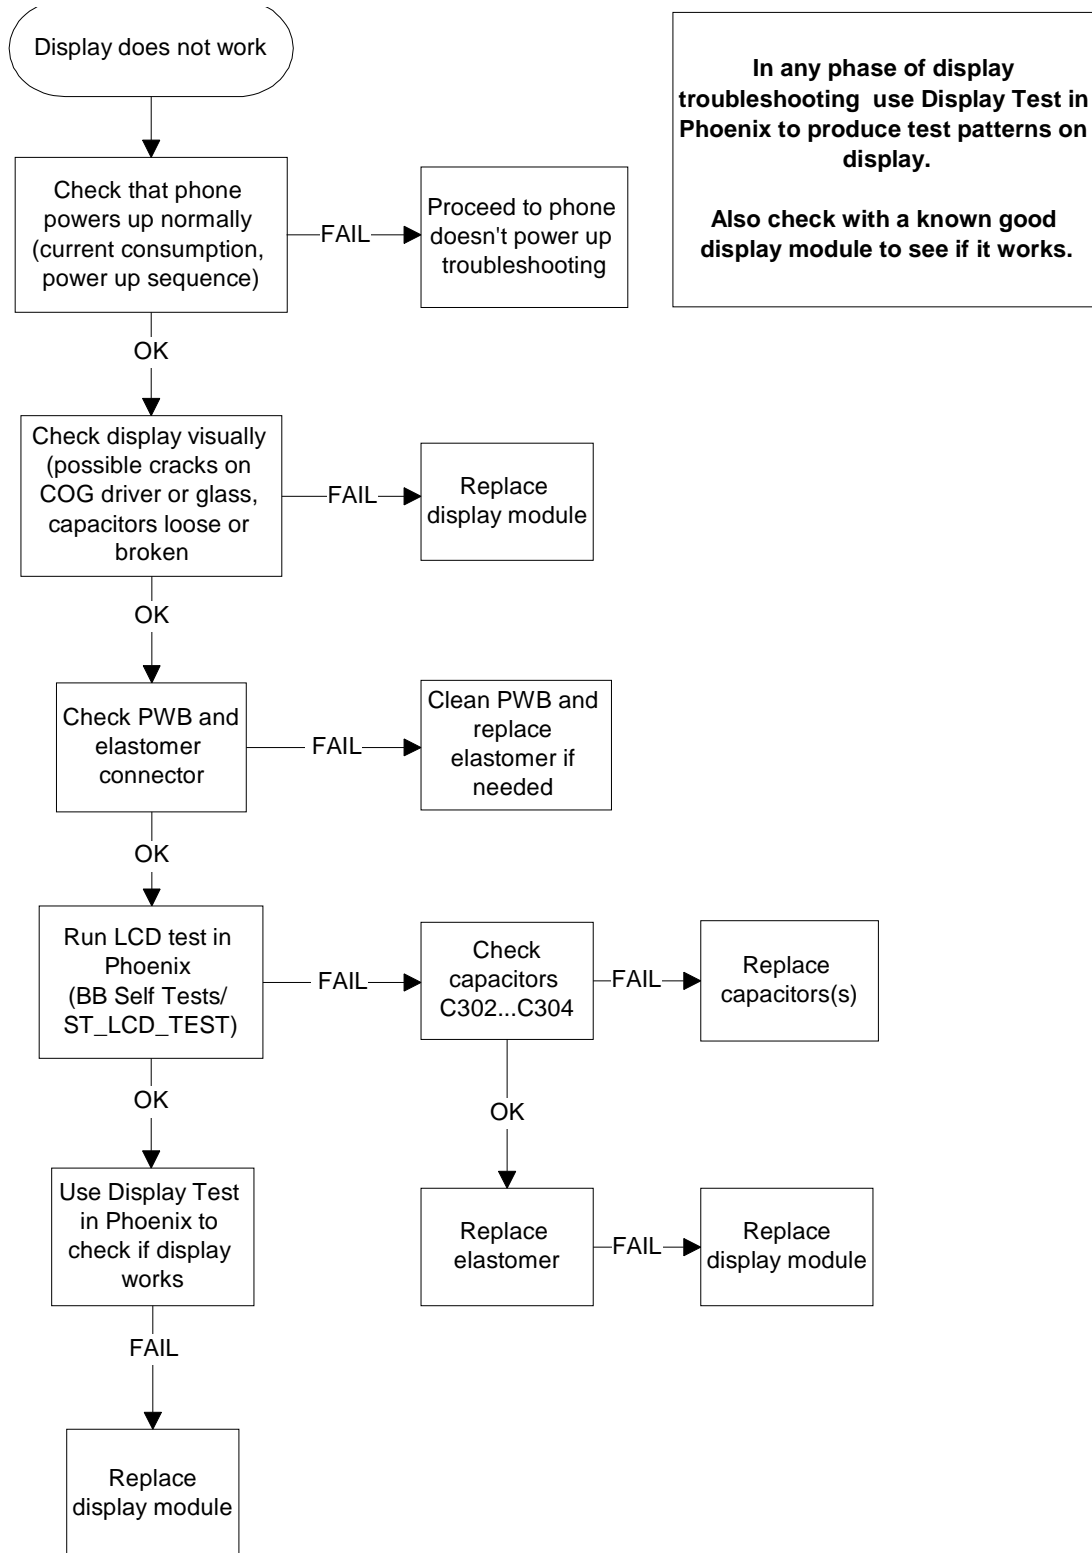 Display does not work
In any phase of display
troubleshooting  use Display Test in
Phoenix to produce test patterns on
display.
Also check with a known good
display module to see if it works.
Check that phone
powers up normally
(current consumption,
power up sequence)
FAIL
Proceed to phone
doesn't power up
troubleshooting
OK
Check display visually
(possible cracks on
COG driver or glass,
capacitors loose or
broken
FAIL
Replace
display module
OK
Check PWB and
elastomer
connector
FAIL
Clean PWB and
replace
elastomer if
needed
OK
Run LCD test in
Phoenix
(BB Self Tests/
ST_LCD_TEST)
FAIL
Check
capacitors
C302...C304
FAIL
Replace
capacitors(s)
OK
OK
Use Display Test
in Phoenix to
check if display
works
Replace
elastomer
FAIL
Replace
display module
FAIL
Replace
display module